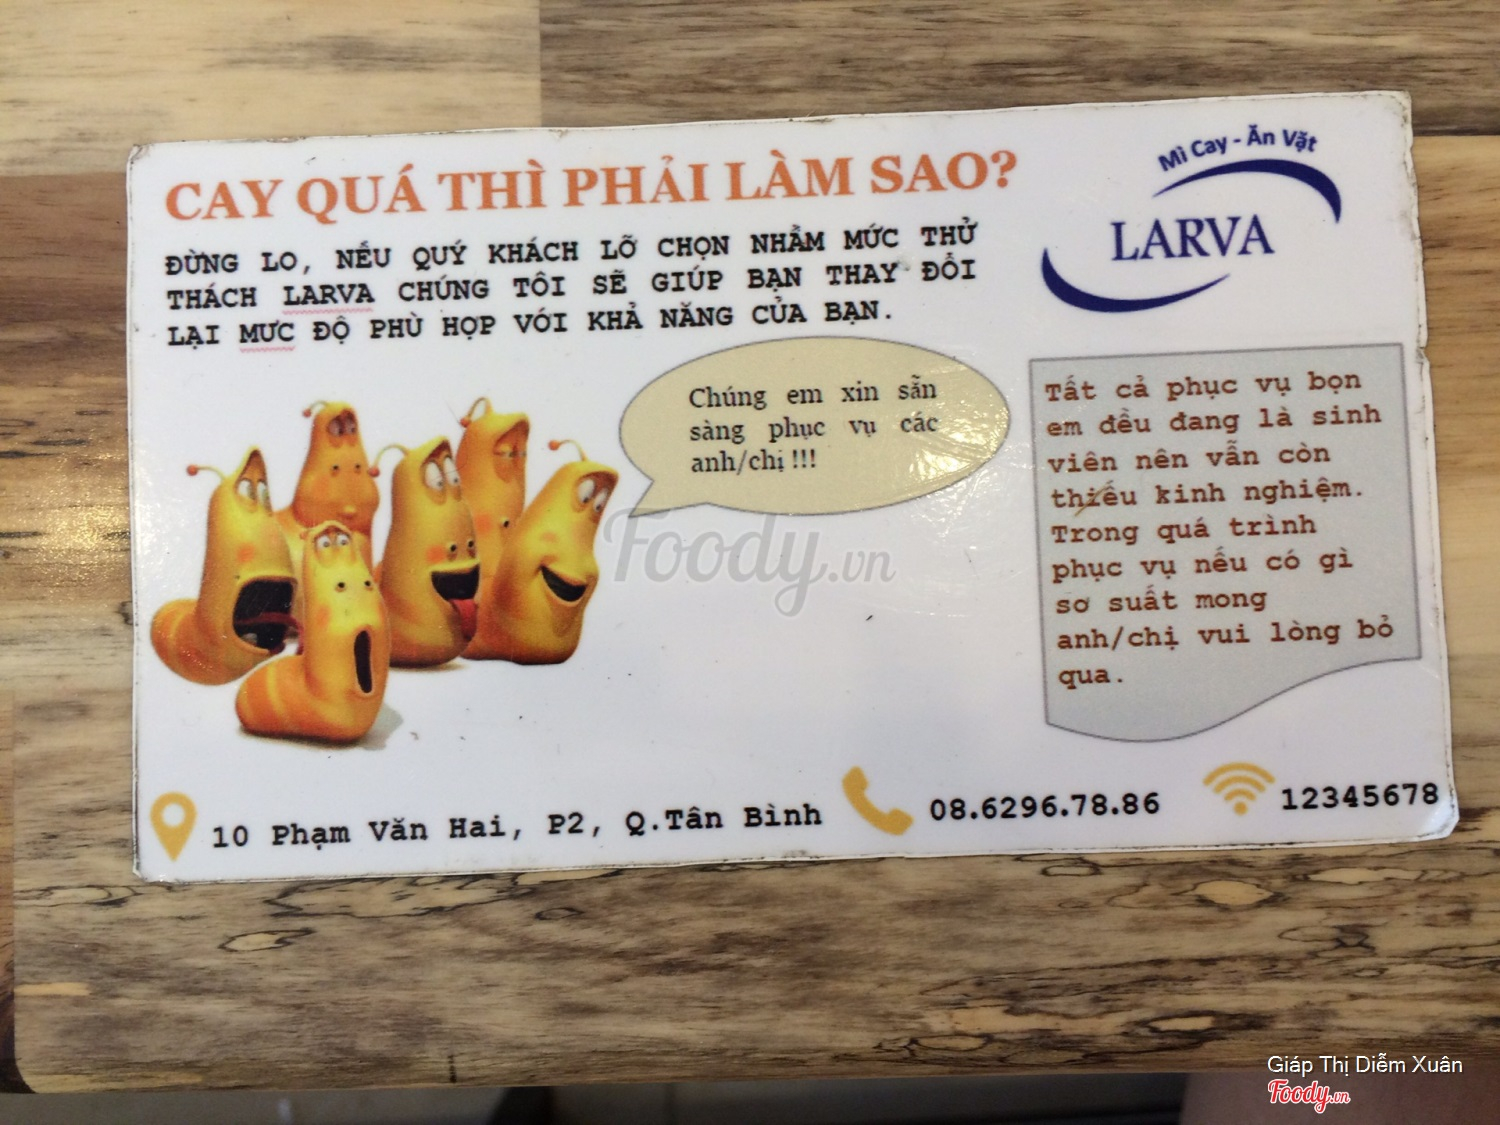 CAY QUÁ THÌ PHẢI LÀM SAO?
ĐỪNG LO, NẾU QUÝ KHÁCH LỠ CHỌN NHẦM MỨC THỬ
THÁCH LARVA CHÚNG TÔI SẼ GIÚP BẠN THAY ĐỔI
LẠI MƯC ĐỘ PHÙ HỢP VỚI KHẢ NĂNG CỦA BẠN.
Mì Cay - Ăn Vặt
LARVA
Chúng em xin sẵn
sàng phục vụ các
anh/chị !!!
Tất cả phục vụ bọn
em đều đang là sinh
viên nên vẫn còn
thiếu kinh nghiệm.
Trong quá trình
phục vụ nếu có gì
sơ suất mong
anh/chị vui lòng bỏ
qua.
Foody.vn
10 Phạm Văn Hai, P2, Q.Tân Bình
08.6296.78.86
12345678
Giáp Thị Diễm Xuân
Foody.vn